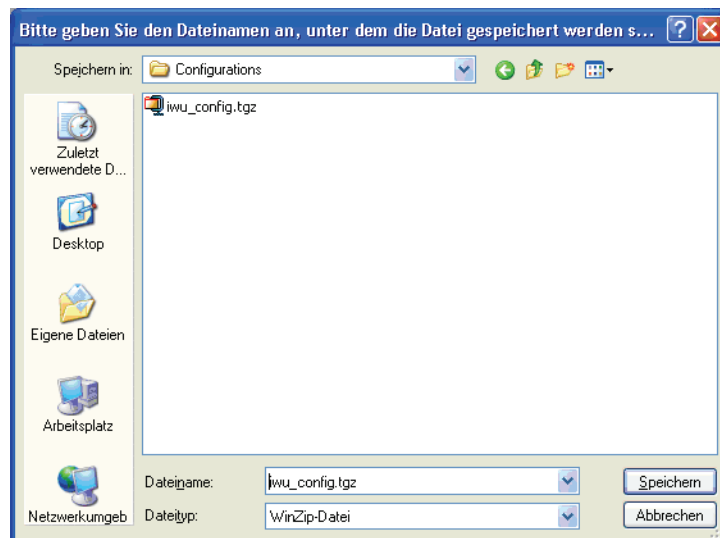 Bitte geben Sie den Dateinamen an, unter dem die Datei gespeichert werden s...
Speichern in:
Configurations
Zuletzt
verwendete D...
Desktop
Eigene Dateien
Arbeitsplatz
Netzwerkumgeb
iwu_config.tgz
Dateiname:
iwu_config.tgz
Speichern
Dateityp:
WinZip-Datei
Abbrechen